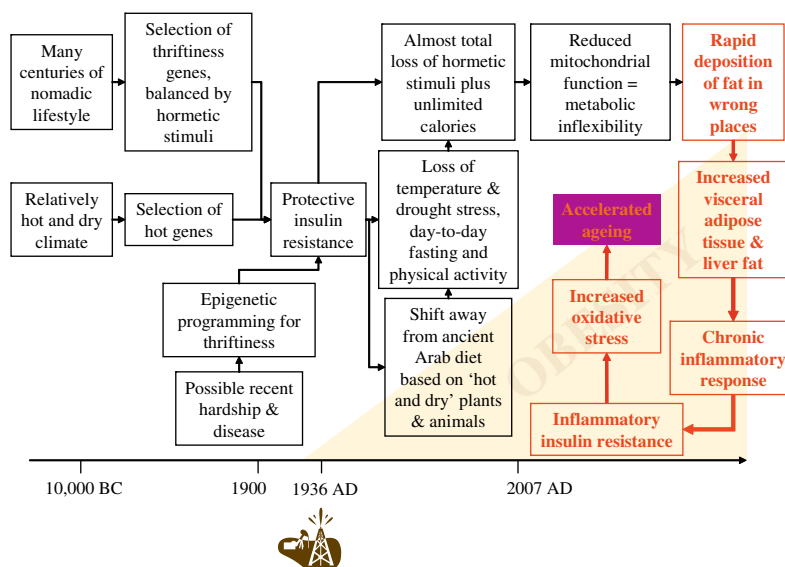 Many
centuries of
nomadic
lifestyle
Selection of
thriftiness
genes,
balanced by
hormetic
stimuli
Almost total
loss of hormetic
stimuli plus
unlimited
calories
Reduced
mitochondrial
function =
metabolic
inflexibility
Rapid
deposition
of fat in
wrong
places
Relatively
hot and dry
climate
Selection of
hot genes
Protective
insulin
resistance
Loss of
temperature &
drought stress,
day-to-day
fasting and
physical activity
Accelerated
ageing
Increased
visceral
adipose
tissue &
liver fat
Epigenetic
programming for
thriftiness
Shift away
from ancient
Arab diet
based on ‘hot
and dry’ plants
& animals
Increased
oxidative
stress
Chronic
inflammatory
response
Possible recent
hardship &
disease
Inflammatory
insulin resistance
OBESITY
10,000 BC
1900
1936 AD
2007 AD